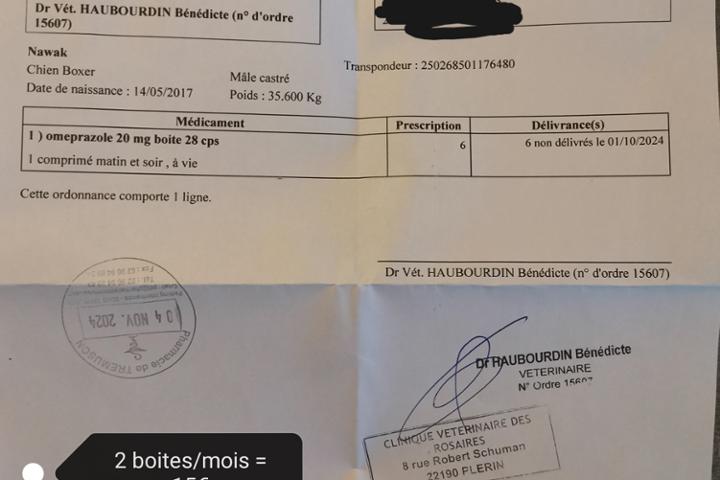 Dr Vét. HAUBOURDIN Bénédicte (n° d'ordre
15607)
Nawak
Chien Boxer
Mâle castré
Transpondeur : 250268501176480
Date de naissance : 14/05/2017
Poids : 35.600 Kg
Médicament
Prescription
Délivrance(s)
1 ) omeprazole 20 mg boite 28 cps
6
6 non délivrés le 01/10/2024
1 comprimé matin et soir , à vie
Cette ordonnance comporte 1 ligne.
Dr Vét. HAUBOURDIN Bénédicte (n° d'ordre 15607)
Pharmacie de TREMUSON
04 NOV. 2024
Dr HAUBOURDIN Bénédicte
VETERINAIRE
N° Ordre 15607
CLINIQUE VETERINAIRE DES
ROSAIRES
8 rue Robert Schuman
22190 PLERIN
2 boites/mois =